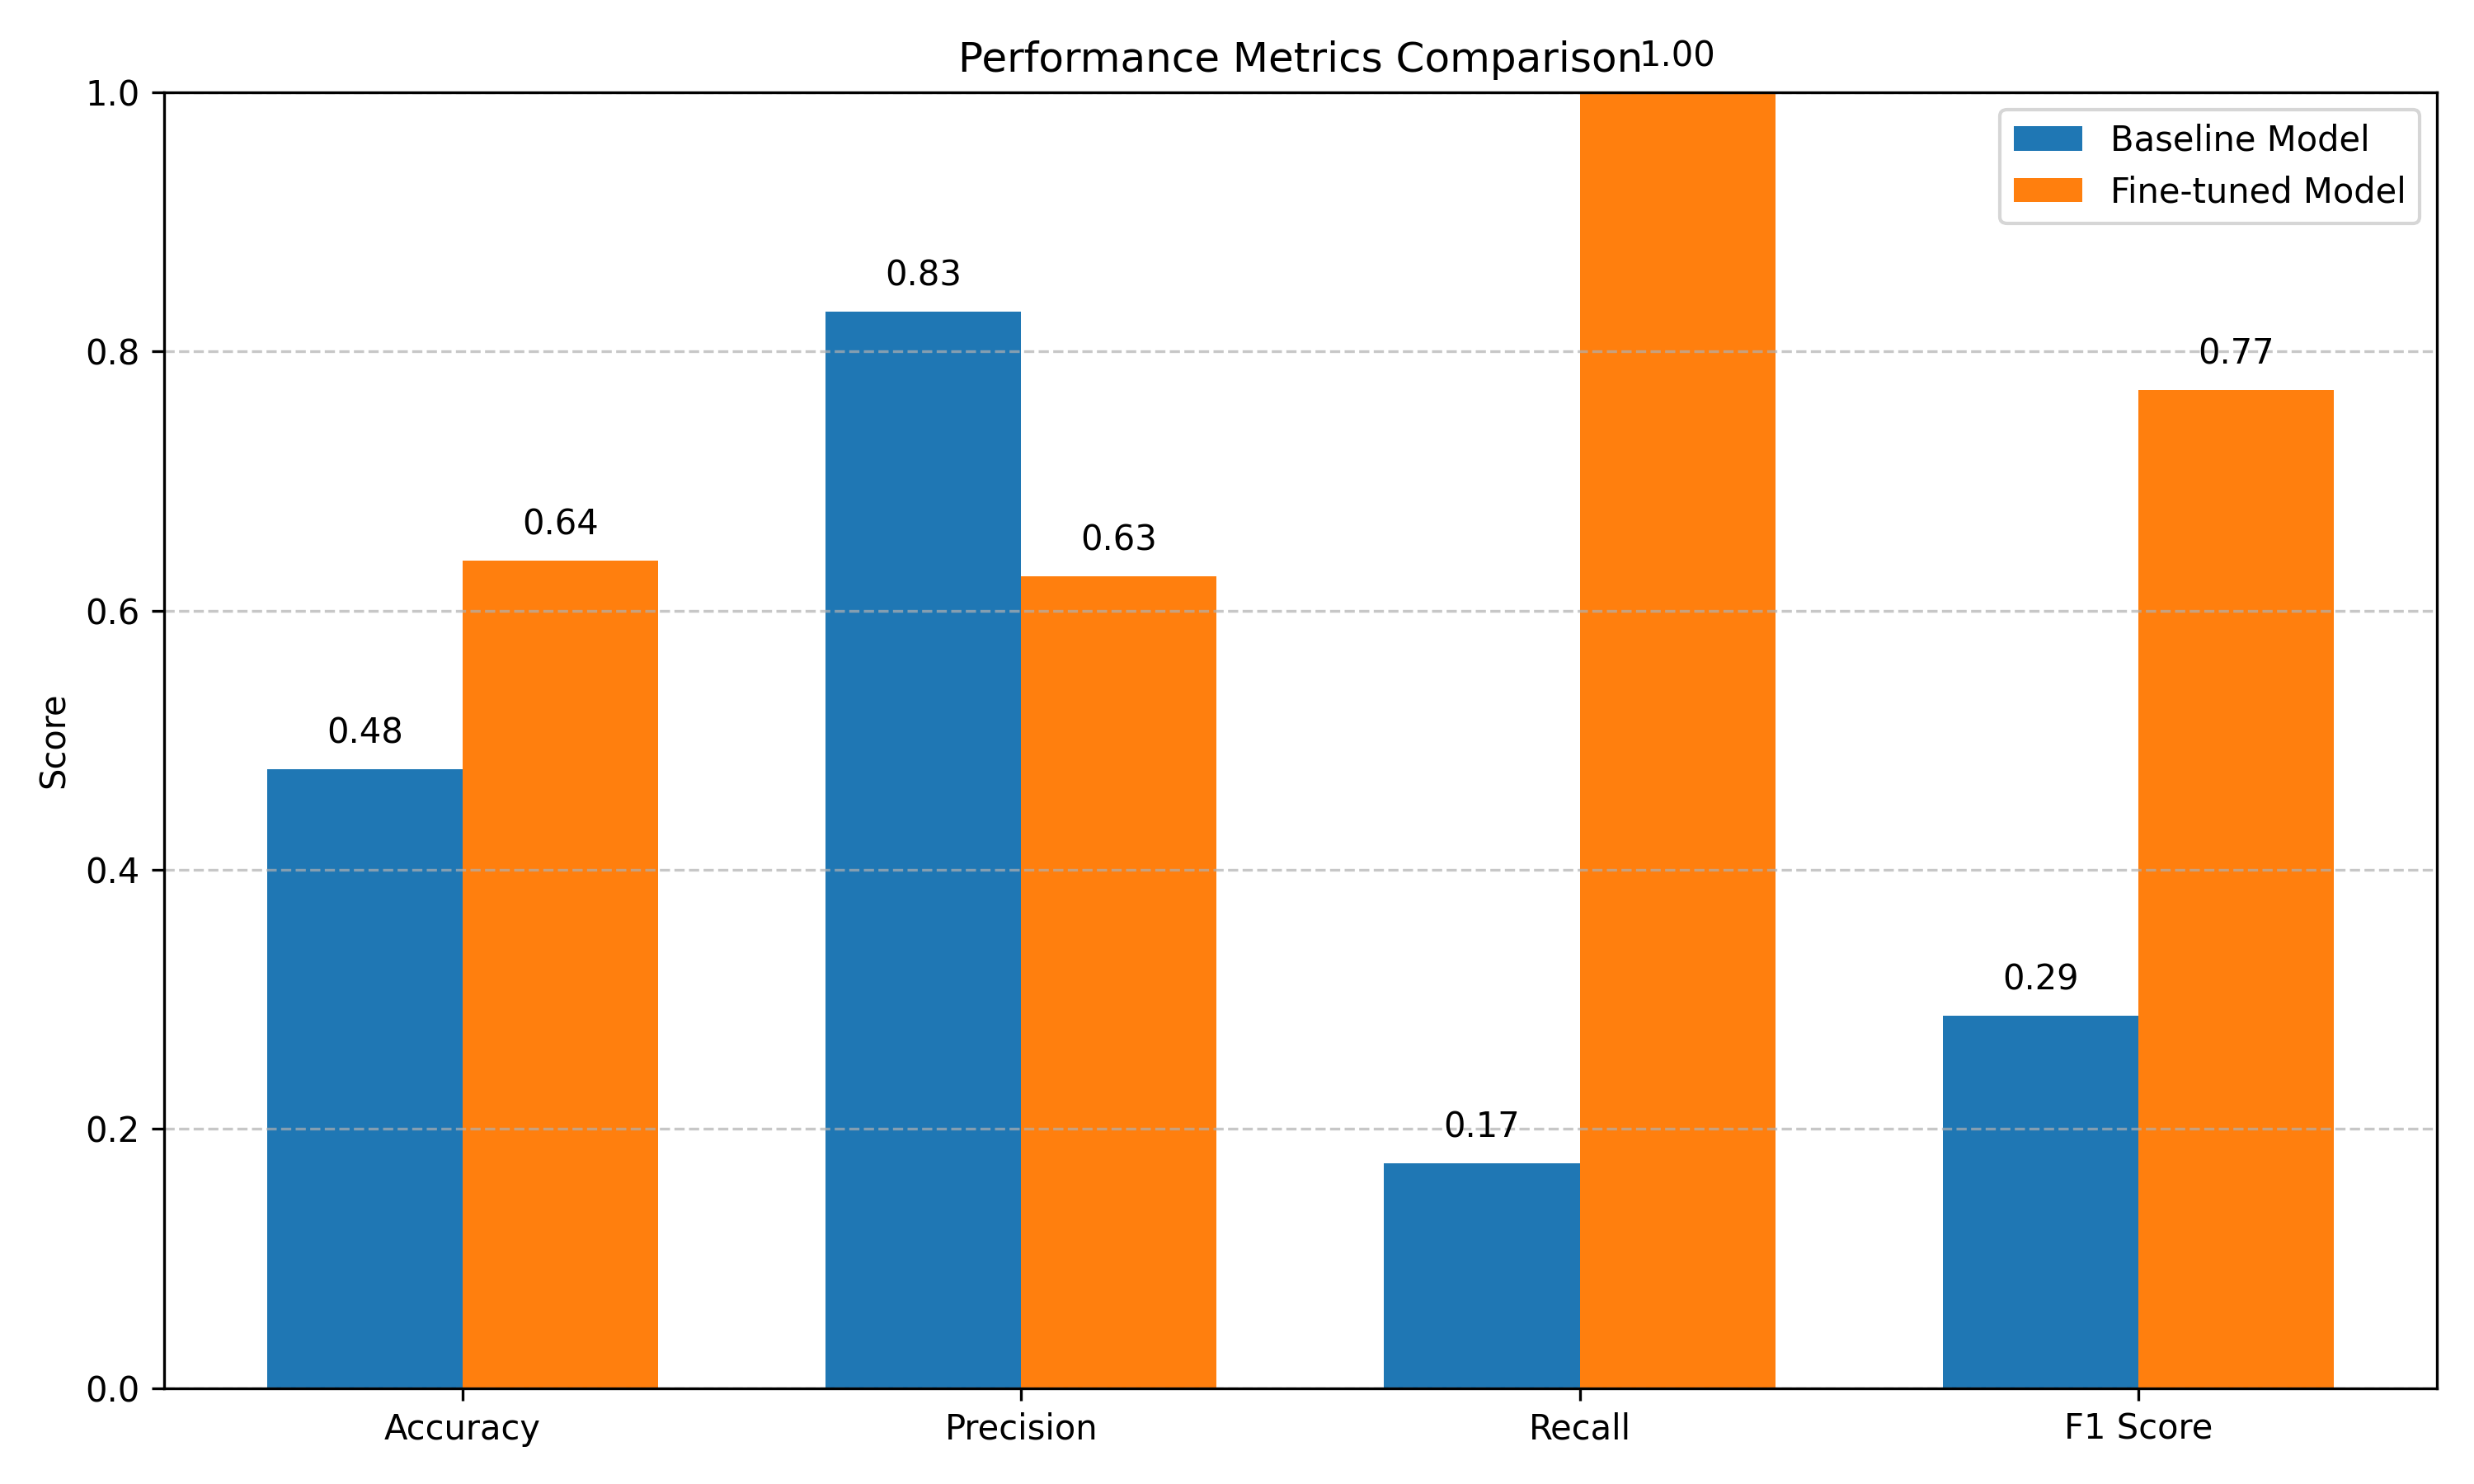 Performance Metrics Comparison
1.00
1.0
Baseline Model
Fine-tuned Model
0.83
0.8
0.77
0.64
0.63
0.6
Score
0.48
0.4
0.29
0.2
0.17
0.0
Accuracy
Precision
Recall
F1 Score